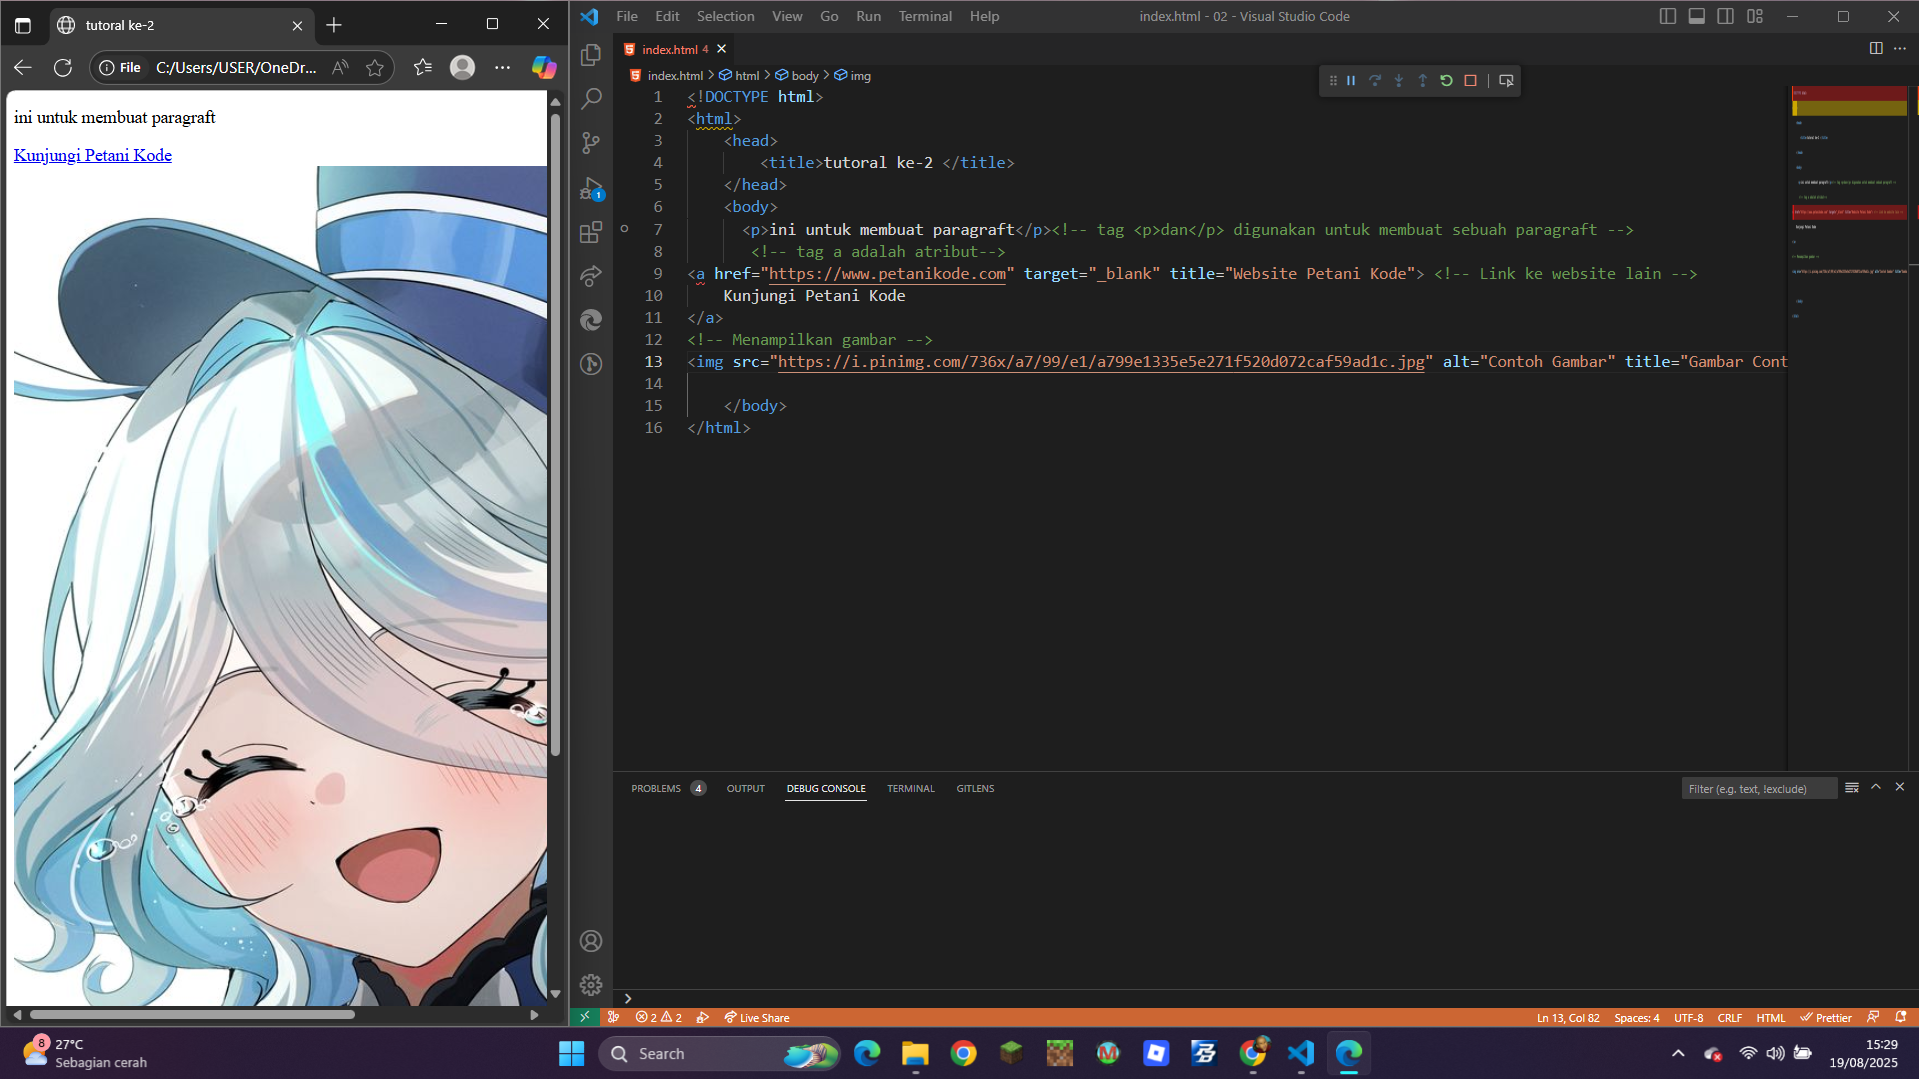 tutoral ke-2
File
C:/Users/USER/OneDr...
ini untuk membuat paragraft
Kunjungi Petani Kode
File Edit Selection View Go Run Terminal Help
index.html - 02 - Visual Studio Code
index.html 4
index.html > html > body > img
1 <!DOCTYPE html>
2 <html>
3 <head>
4 <title>tutoral ke-2 </title>
5 </head>
6 <body>
7 <p>ini untuk membuat paragraft</p><!-- tag <p>dan</p> digunakan untuk membuat sebuah paragraft -->
8 <!-- tag a adalah atribut-->
9 <a href="https://www.petanikode.com" target="_blank" title="Website Petani Kode"> <!-- Link ke website lain -->
10 Kunjungi Petani Kode
11 </a>
12 <!-- Menampilkan gambar -->
13 <img src="https://i.pinimg.com/736x/a7/99/e1/a799e1335e5e271f520d072caf59ad1c.jpg" alt="Contoh Gambar" title="Gambar Cont
14
15 </body>
16 </html>
1
PROBLEMS 4 OUTPUT DEBUG CONSOLE TERMINAL GITLENS
Filter (e.g. text, !exclude)
2 2 Live Share
Ln 13, Col 82 Spaces: 4 UTF-8 CRLF HTML Prettier
8
27°C
Sebagian cerah
Search
15:29
19/08/2025